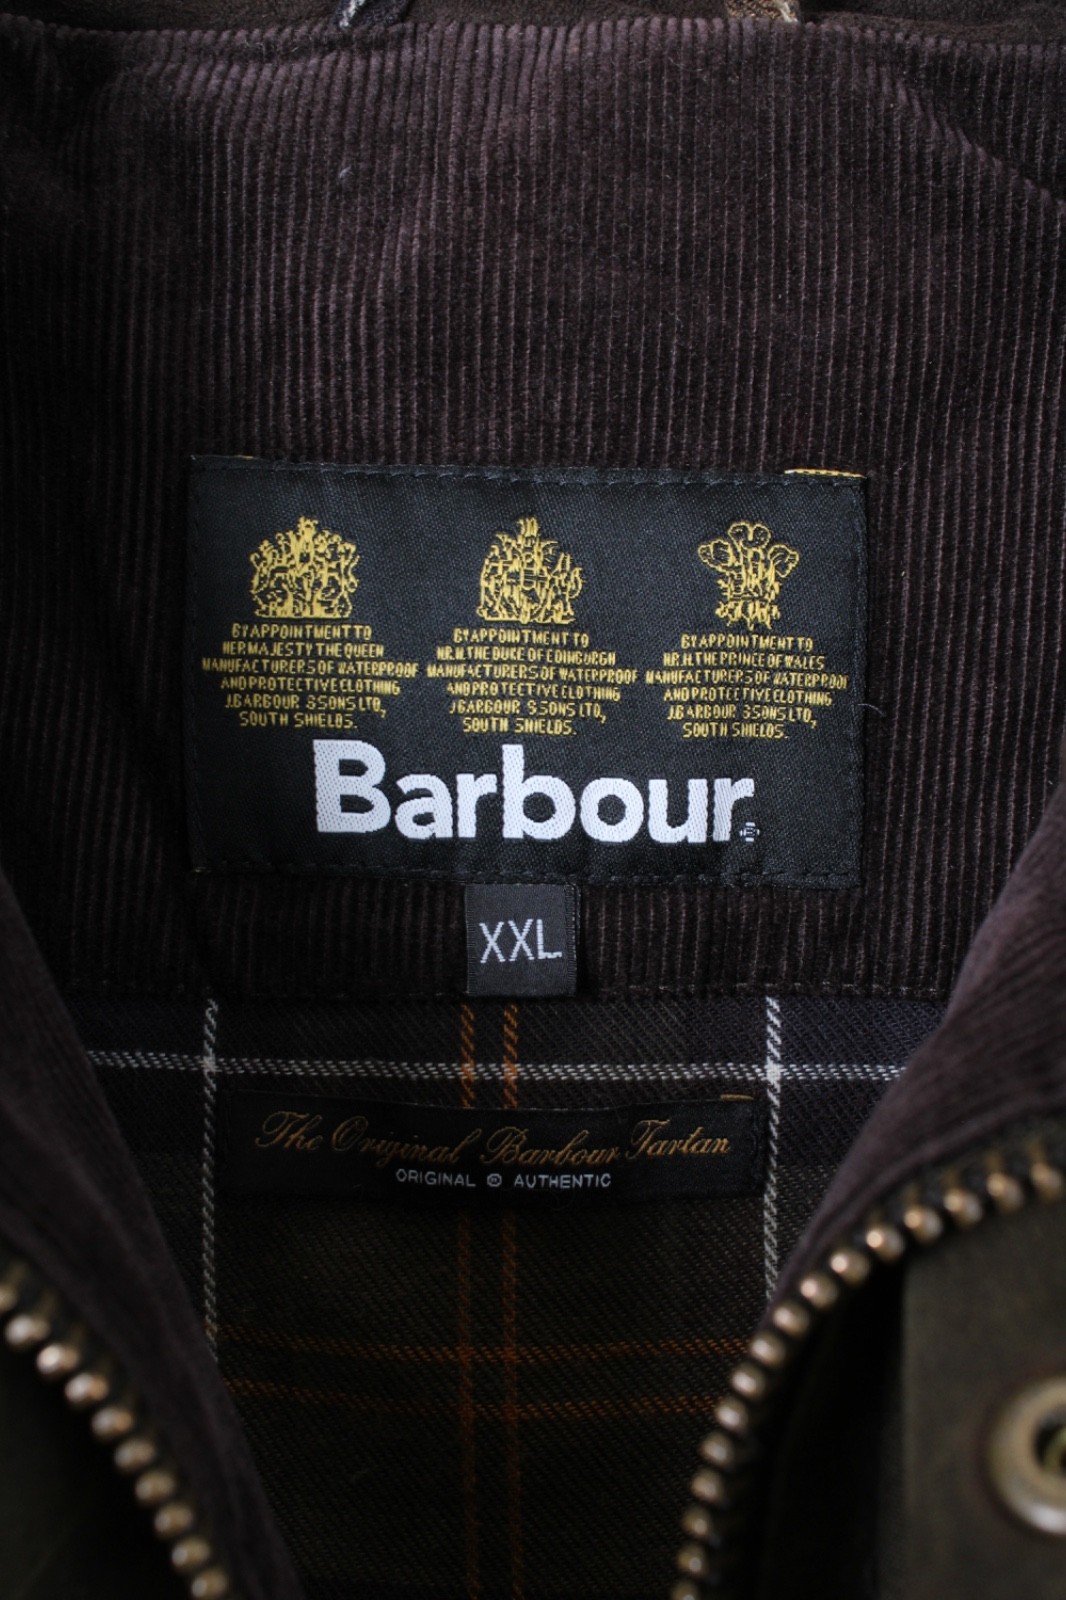 BY APPOINTMENT TO
HER MAJESTY THE QUEEN
MANUFACTURERS OF WATERPROOF
AND PROTECTIVE CLOTHING
J.BARBOUR & SONS LTD,
SOUTH SHIELDS.
BY APPOINTMENT TO
H.R.H. THE DUKE OF EDINBURGH
MANUFACTURERS OF WATERPROOF
AND PROTECTIVE CLOTHING
J.BARBOUR & SONS LTD,
SOUTH SHIELDS.
BY APPOINTMENT TO
H.R.H. THE PRINCE OF WALES
MANUFACTURERS OF WATERPROOF
AND PROTECTIVE CLOTHING
J.BARBOUR & SONS LTD,
SOUTH SHIELDS.
Barbour®
XXL
The Original Barbour Tartan
ORIGINAL ® AUTHENTIC